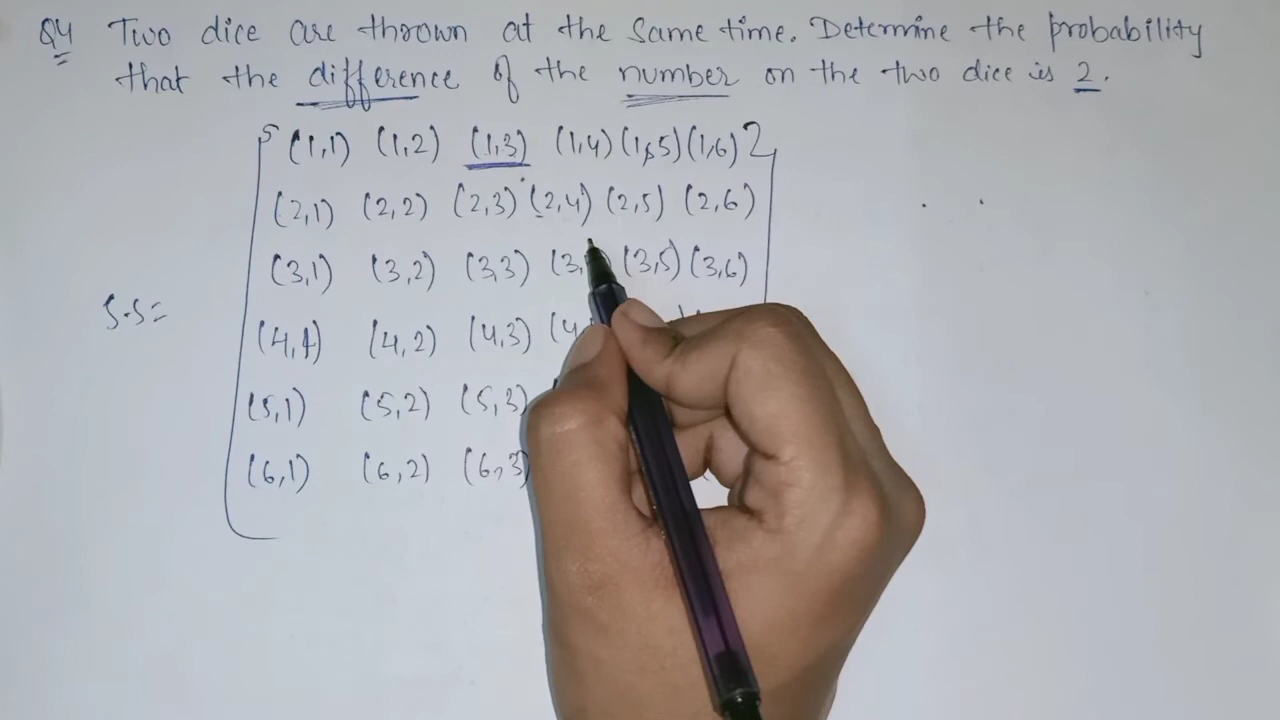 Q4 Two dice are thrown at the same time. Determine the probability
that the difference of the number on the two dice is 2.
(1,1) (1,2) (1,3) (1,4) (1,5) (1,6)
(2,1) (2,2) (2,3) (2,4) (2,5) (2,6)
(3,1) (3,2) (3,3) (3, (3,5) (3,6)
S.S=
(4,1) (4,2) (4,3) (4,
(5,1) (5,2) (5,3)
(6,1) (6,2) (6,3)